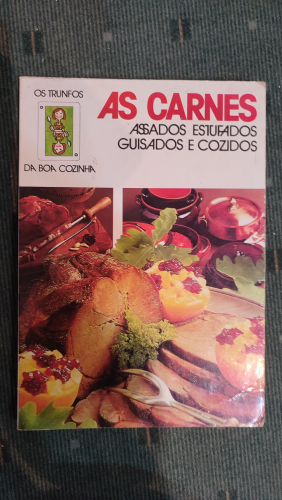 OS TRUNFOS
DA BOA COZINHA
AS CARNES
ASSADOS ESTUFADOS
GUISADOS E COZIDOS